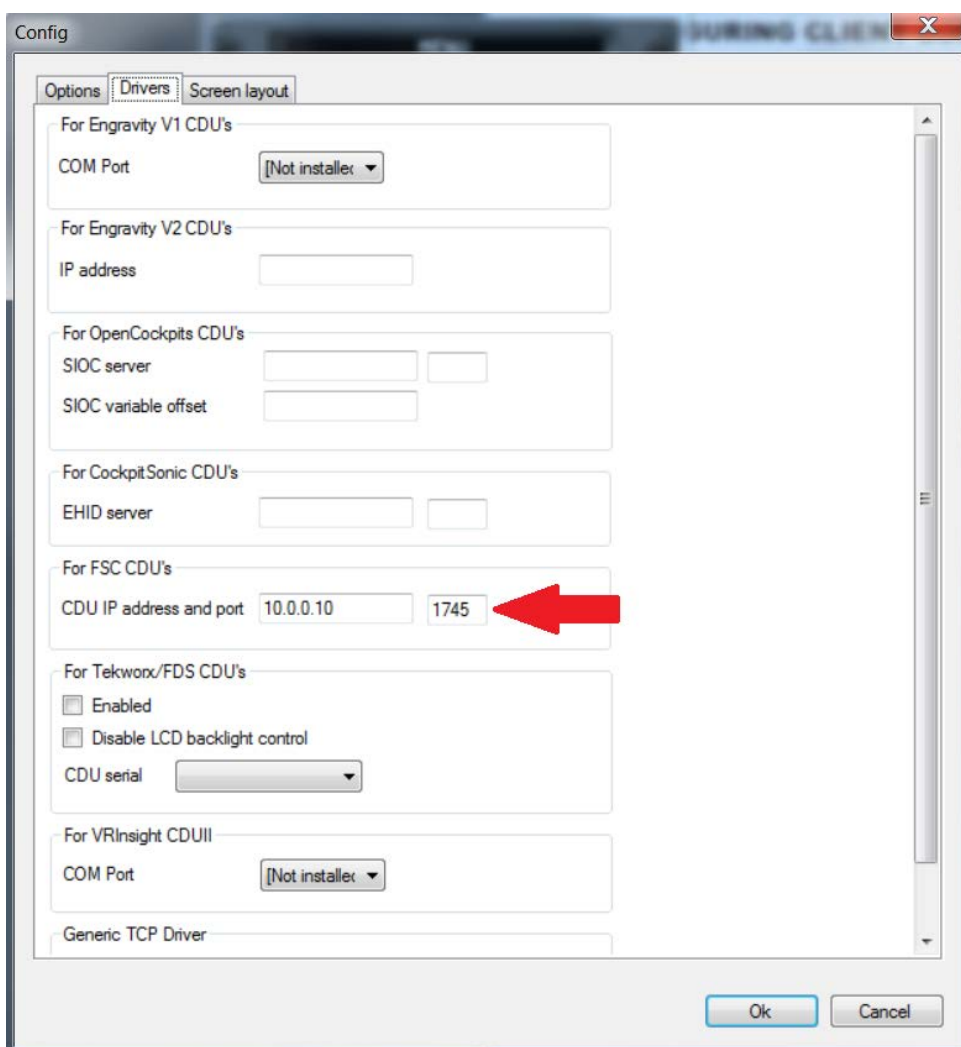 Config
Options Drivers Screen layout
For Engravity V1 CDU's
COM Port [Not installec
For Engravity V2 CDU's
IP address
For OpenCockpits CDU's
SIOC server
SIOC variable offset
For CockpitSonic CDU's
EHID server
For FSC CDU's
CDU IP address and port 10.0.0.10 1745
For Tekworx/FDS CDU's
Enabled
Disable LCD backlight control
CDU serial
For VRInsight CDUII
COM Port [Not installec
Generic TCP Driver
Ok Cancel